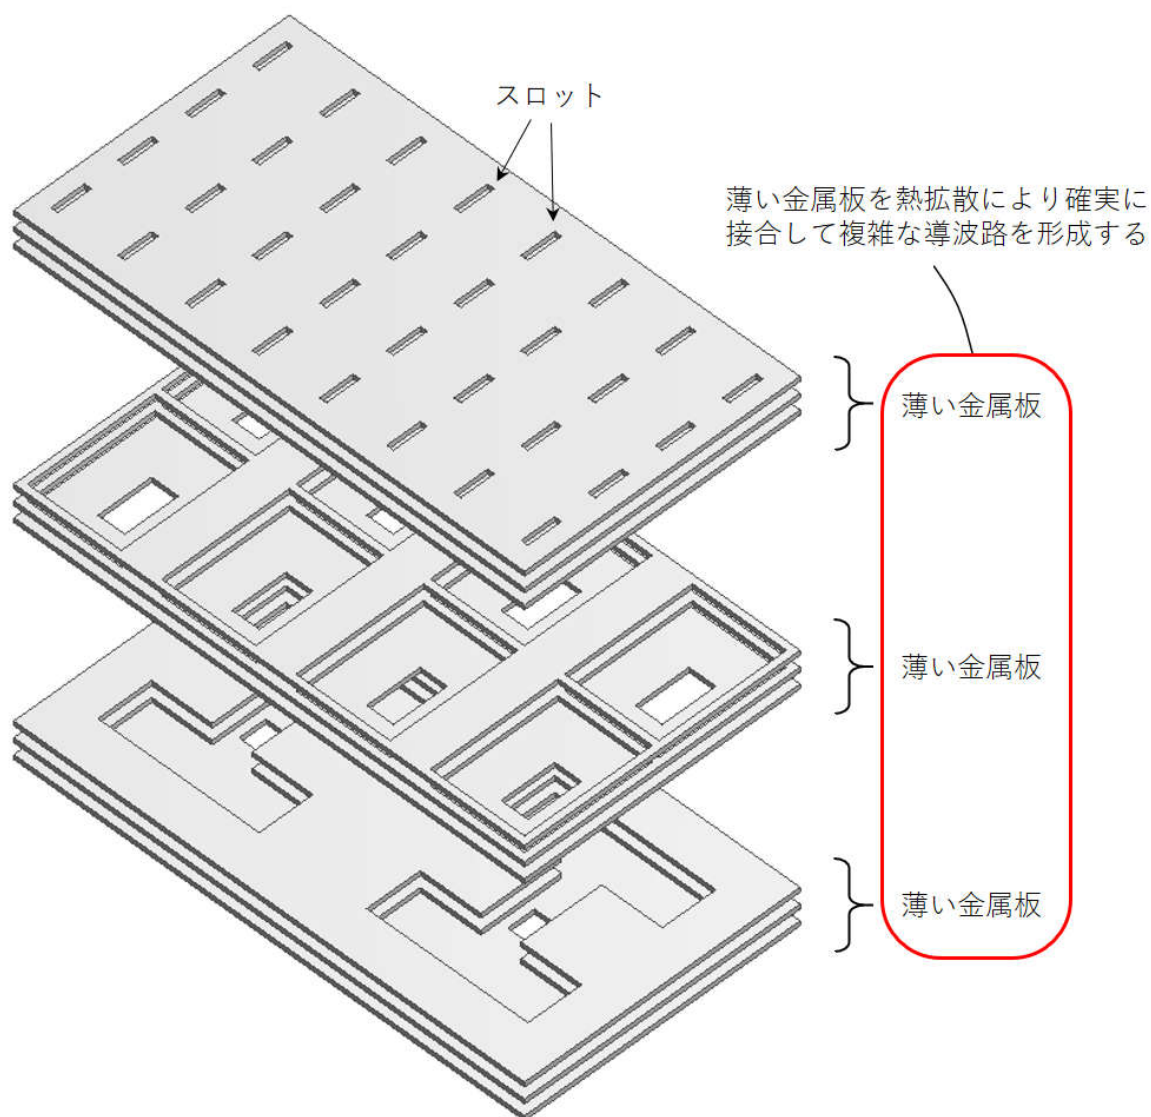 スロット
薄い金属板を熱拡散により確実に
接合して複雑な導波路を形成する
薄い金属板
薄い金属板
薄い金属板